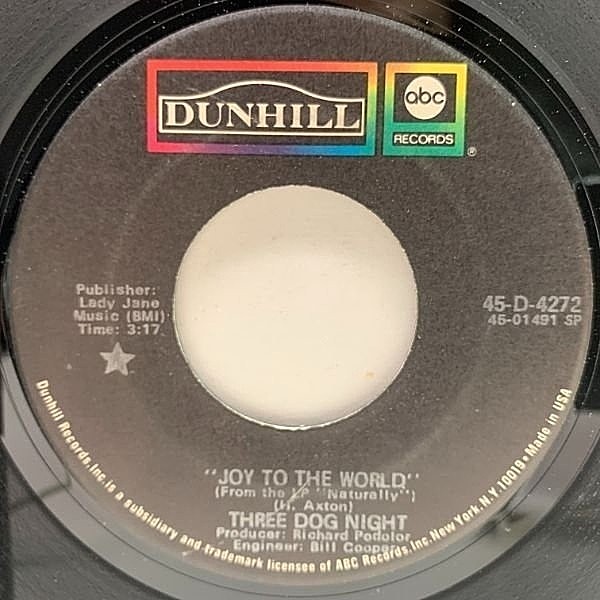 DUNHILL
abc
RECORDS
®
Publisher:
Lady Jane
Music (BMI)
Time: 3:17
45-D-4272
45-01491 SP
"JOY TO THE WORLD"
(From the LP "Naturally")
(H. Axton)
THREE DOG NIGHT
Producer: Richard Podolor
Engineer: Bill Cooper
Dunhill Records, Inc. is a subsidiary and trademark licensee of ABC Records, Inc. New York, N.Y. 10019 • Made in USA